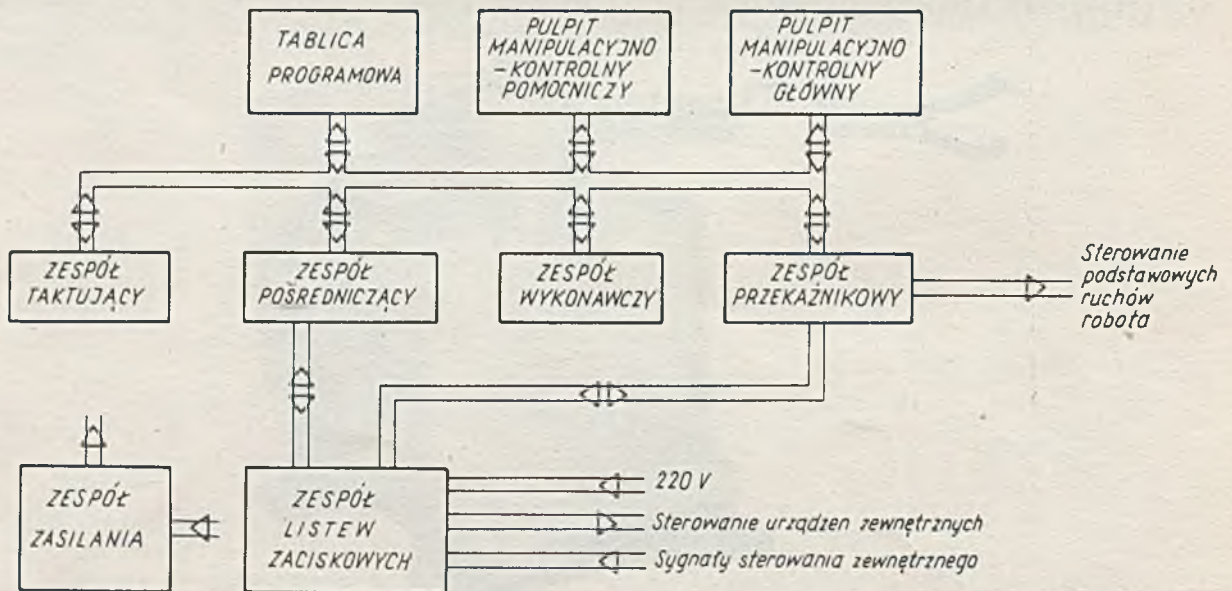 TABLICA
PROGRAMOWA
PULPIT
MANIPULACYJNO
-KONTROLNY
POMOCNICZY
PULPIT
MANIPULACYJNO
-KONTROLNY
GŁÓWNY
ZESPÓŁ
TAKTUJĄCY
ZESPÓŁ
POŚREDNICZĄCY
ZESPÓŁ
WYKONAWCZY
ZESPÓŁ
PRZEKAŹNIKOWY
Sterowanie
podstawowych
ruchów
robota
ZESPÓŁ
ZASILANIA
ZESPÓŁ
LISTEW
ZACISKOWYCH
220 V
Sterowanie urządzen zewnętrznych
Sygnały sterowania zewnętrznego